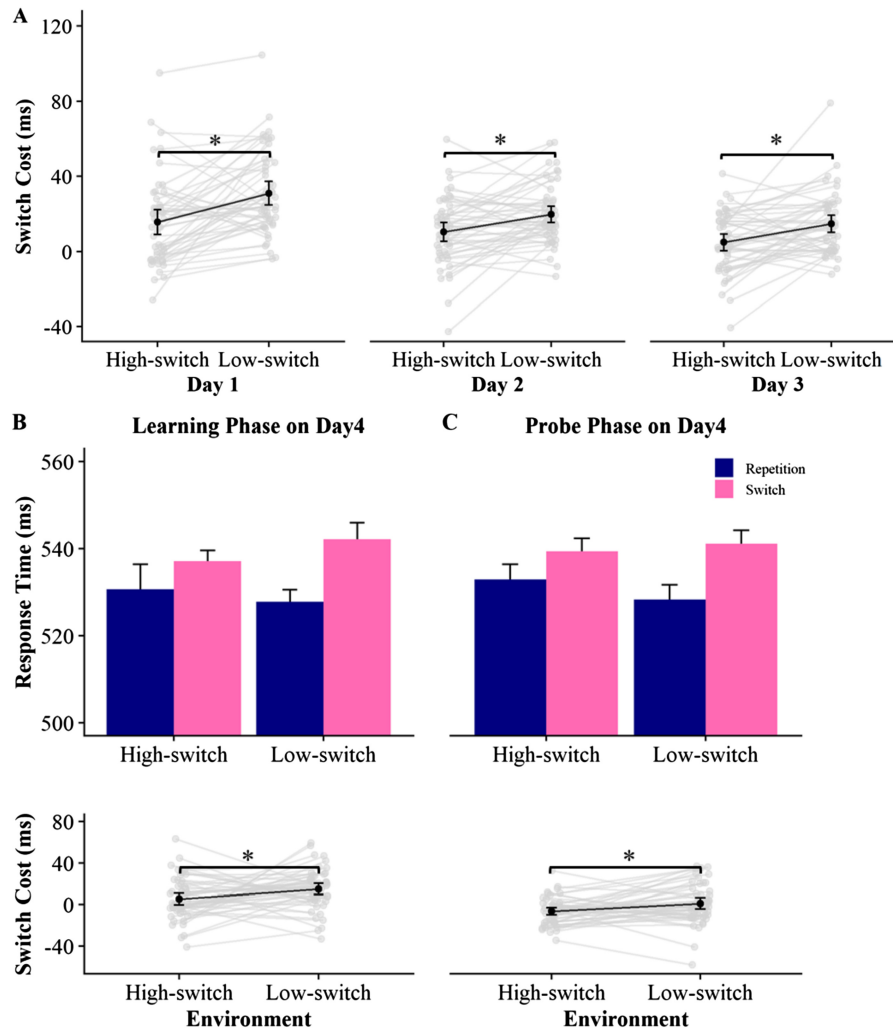 A
Switch Cost (ms)
120
80
40
0
-40
* * *
High-switch Low-switch High-switch Low-switch High-switch Low-switch
Day 1 Day 2 Day 3
B Learning Phase on Day4 C Probe Phase on Day4
Response Time (ms)
560
540
520
500
Repetition
Switch
High-switch Low-switch High-switch Low-switch
Switch Cost (ms)
80
40
0
-40
* *
High-switch Low-switch High-switch Low-switch
Environment Environment